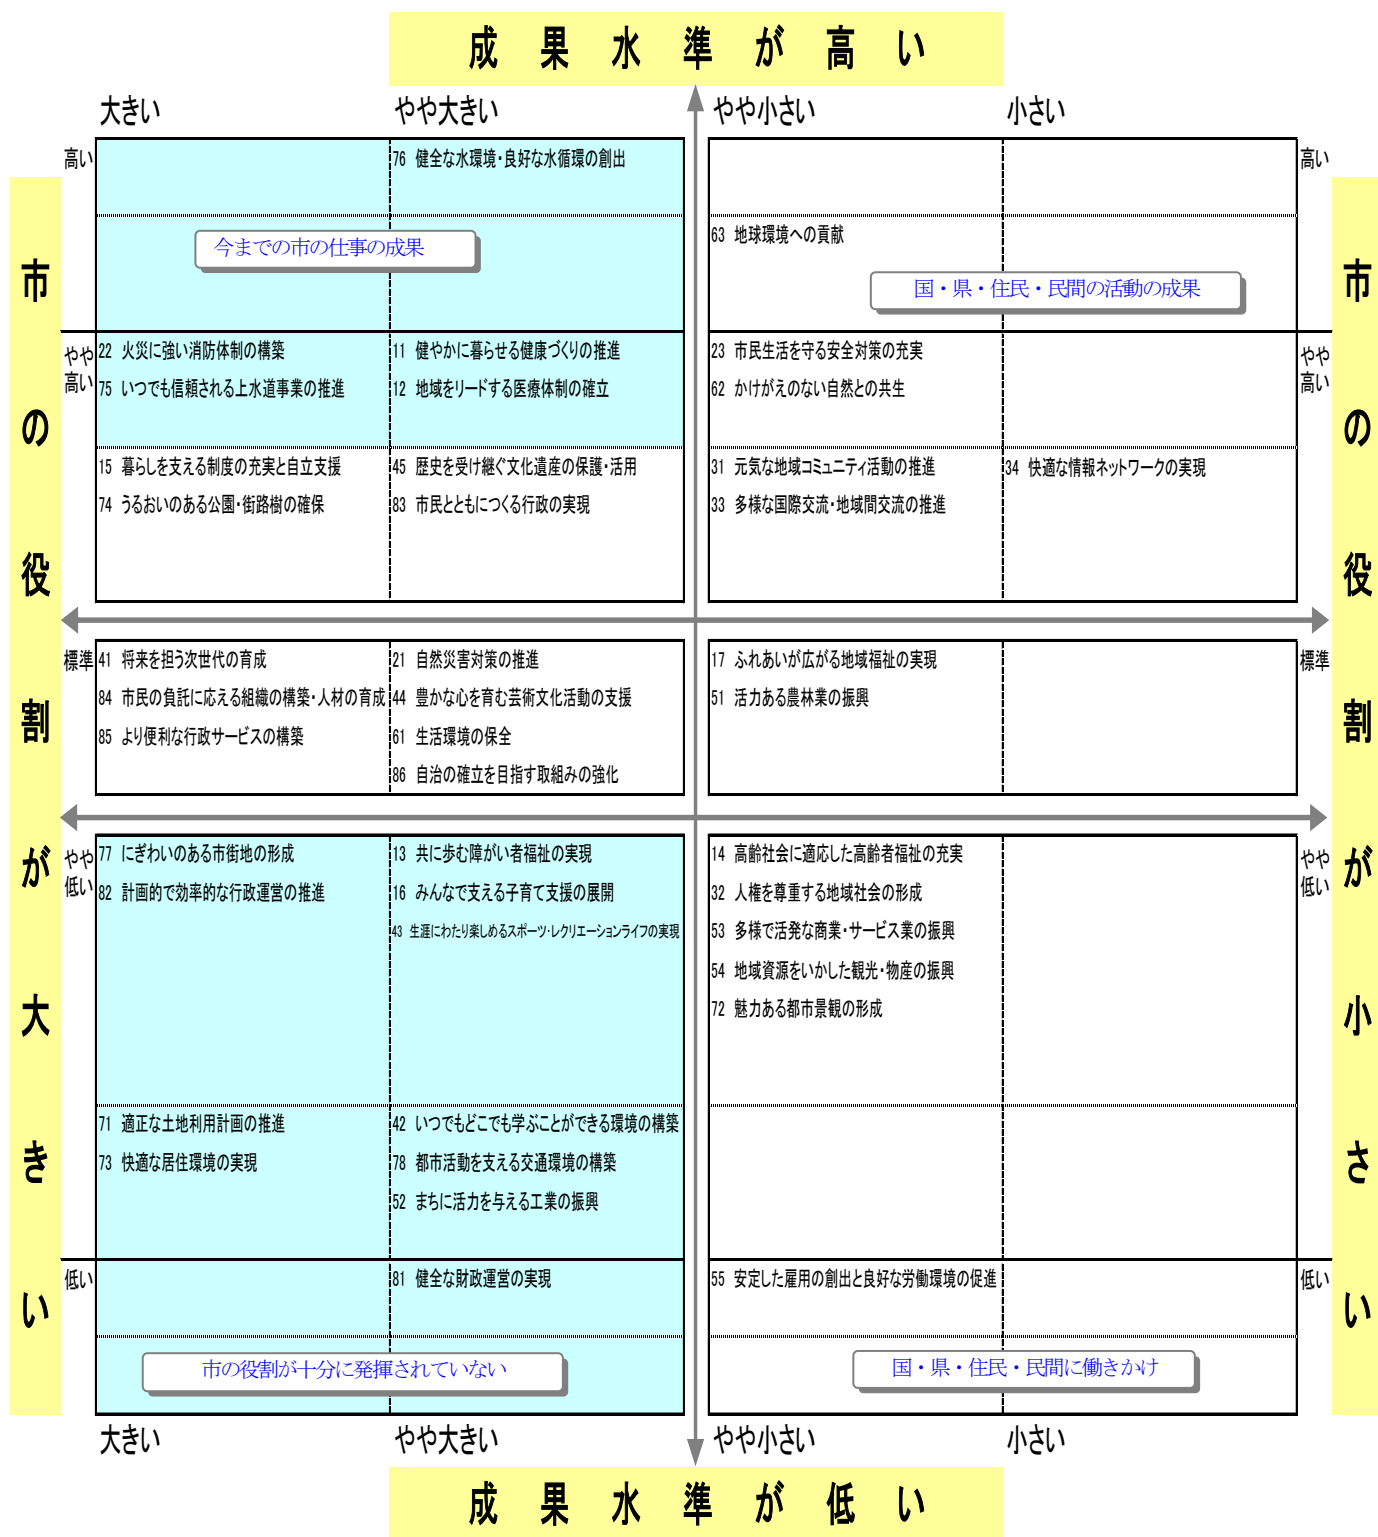 成果水準が高い
大きい やや大きい やや小さい 小さい
高い 76 健全な水環境・良好な水循環の創出 高い
63 地球環境への貢献
今までの市の仕事の成果
国・県・住民・民間の活動の成果
市の役割が大きい
市の役割が小さい
やや高い
22 火災に強い消防体制の構築
75 いつでも信頼される上水道事業の推進
11 健やかに暮らせる健康づくりの推進
12 地域をリードする医療体制の確立
23 市民生活を守る安全対策の充実
62 かけがえのない自然との共生
やや高い
15 暮らしを支える制度の充実と自立支援
74 うるおいのある公園・街路樹の確保
45 歴史を受け継ぐ文化遺産の保護・活用
83 市民とともにつくる行政の実現
31 元気な地域コミュニティ活動の推進
33 多様な国際交流・地域間交流の推進
34 快適な情報ネットワークの実現
標準
41 将来を担う次世代の育成
84 市民の負託に応える組織の構築・人材の育成
85 より便利な行政サービスの構築
21 自然災害対策の推進
44 豊かな心を育む芸術文化活動の支援
61 生活環境の保全
86 自治の確立を目指す取組みの強化
17 ふれあいが広がる地域福祉の実現
51 活力ある農林業の振興
標準
やや低い
77 にぎわいのある市街地の形成
82 計画的で効率的な行政運営の推進
13 共に歩む障がい者福祉の実現
16 みんなで支える子育て支援の展開
43 生涯にわたり楽しめるスポーツ・レクリエーションライフの実現
14 高齢社会に適応した高齢者福祉の充実
32 人権を尊重する地域社会の形成
53 多様で活発な商業・サービス業の振興
54 地域資源をいかした観光・物産の振興
72 魅力ある都市景観の形成
やや低い
71 適正な土地利用計画の推進
73 快適な居住環境の実現
42 いつでもどこでも学ぶことができる環境の構築
78 都市活動を支える交通環境の構築
52 まちに活力を与える工業の振興
低い
81 健全な財政運営の実現
55 安定した雇用の創出と良好な労働環境の促進
低い
市の役割が十分に発揮されていない
国・県・住民・民間に働きかけ
大きい やや大きい やや小さい 小さい
成果水準が低い